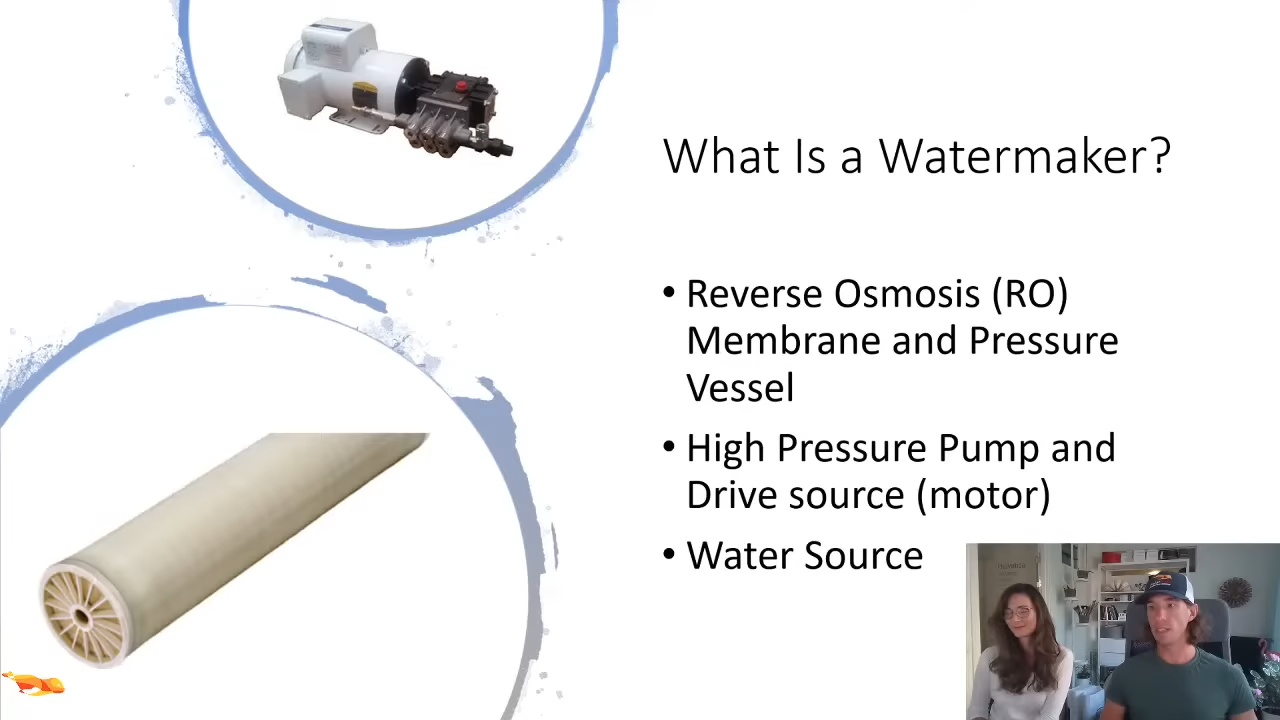 What Is a Watermaker?
• Reverse Osmosis (RO)
Membrane and Pressure
Vessel
• High Pressure Pump and
Drive source (motor)
• Water Source